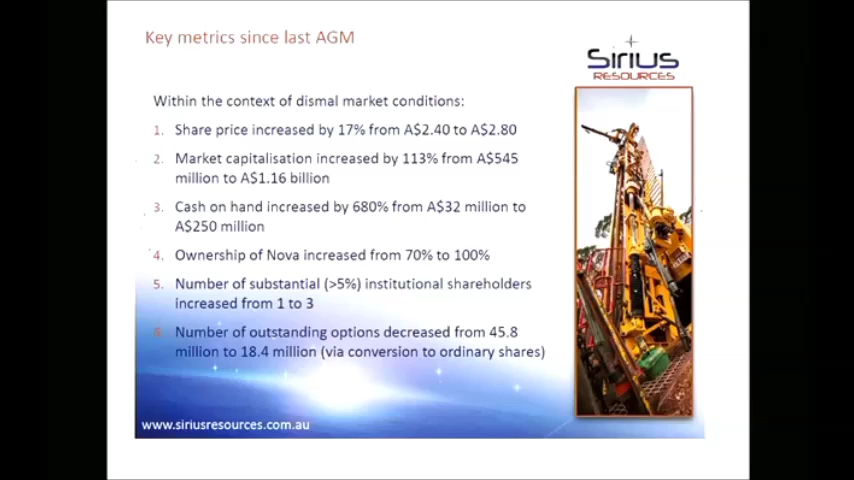 Key metrics since last AGM
Sirius
RESOURCES
Within the context of dismal market conditions:
1. Share price increased by 17% from A$2.40 to A$2.80
2. Market capitalisation increased by 113% from A$545
million to A$1.16 billion
3. Cash on hand increased by 680% from A$32 million to
A$250 million
4. Ownership of Nova increased from 70% to 100%
5. Number of substantial (>5%) institutional shareholders
increased from 1 to 3
6. Number of outstanding options decreased from 45.8
million to 18.4 million (via conversion to ordinary shares)
www.siriusresources.com.au